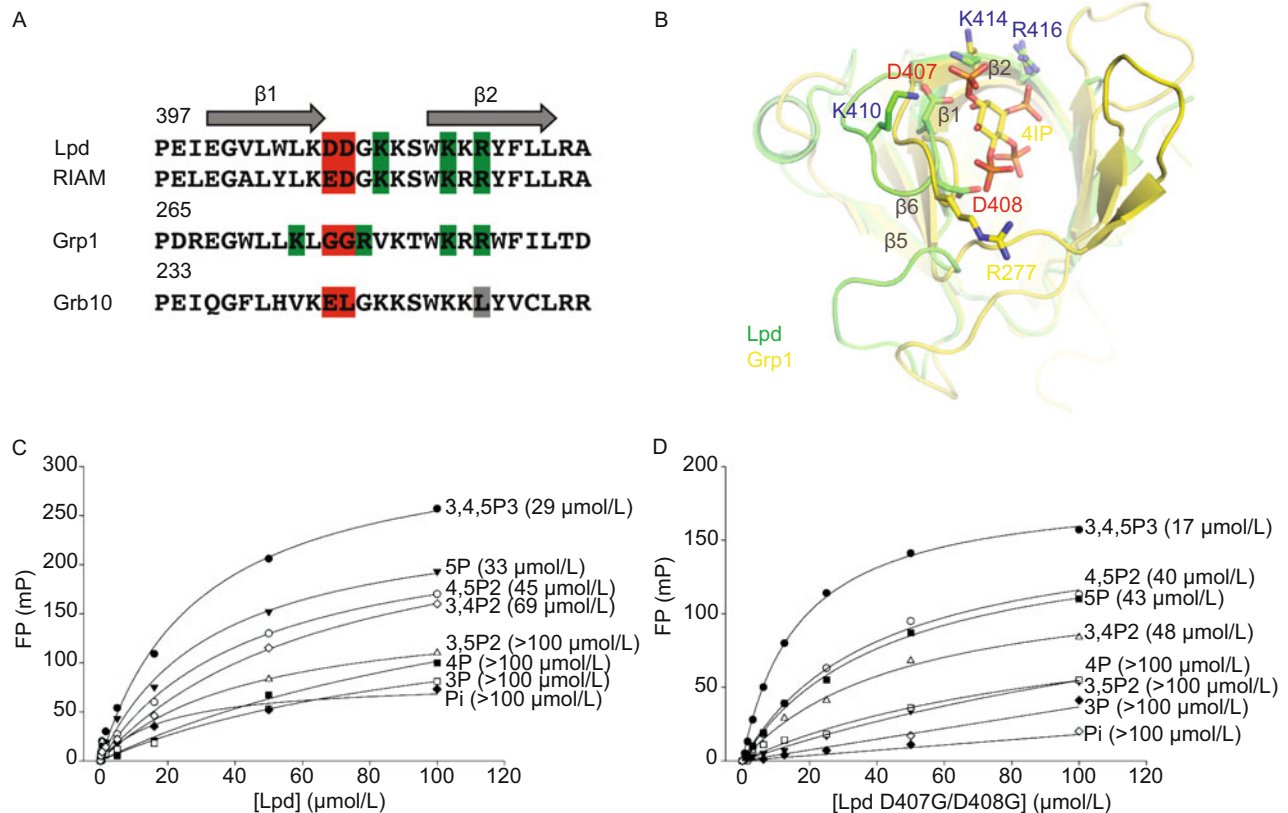 A
β1 β2
397
Lpd PEIEGVLWLKDDGKKSWKKRYFLLRA
RIAM PELEGALYLKEDGKKSWKRRYFLLRA
265
Grp1 PDREGWLLKLGGRVKTWKRRWFILTD
233
Grb10 PEIQGFLHVKELGKKSWKKLYVCLRR
B
K414
R416
D407
β2
K410
β1
4IP
D408
β6
β5
R277
Lpd
Grp1
C
FP (mP)
300
250
200
150
100
50
0
0 20 40 60 80 100 120
[Lpd] (μmol/L)
3,4,5P3 (29 μmol/L)
5P (33 μmol/L)
4,5P2 (45 μmol/L)
3,4P2 (69 μmol/L)
3,5P2 (>100 μmol/L)
4P (>100 μmol/L)
3P (>100 μmol/L)
Pi (>100 μmol/L)
D
FP (mP)
200
150
100
50
0
0 20 40 60 80 100 120
[Lpd D407G/D408G] (μmol/L)
3,4,5P3 (17 μmol/L)
4,5P2 (40 μmol/L)
5P (43 μmol/L)
3,4P2 (48 μmol/L)
4P (>100 μmol/L)
3,5P2 (>100 μmol/L)
3P (>100 μmol/L)
Pi (>100 μmol/L)